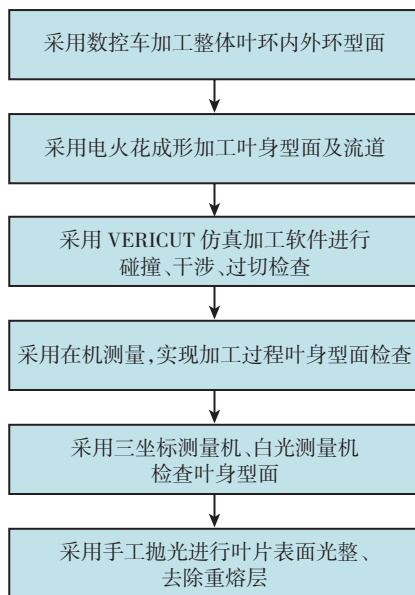 采用数控车加工整体叶环内外环型面
采用电火花成形加工叶身型面及流道
采用 VERICUT 仿真加工软件进行
碰撞、干涉、过切检查
采用在机测量,实现加工过程叶身型面检查
采用三坐标测量机、白光测量机
检查叶身型面
采用手工抛光进行叶片表面光整、
去除重熔层